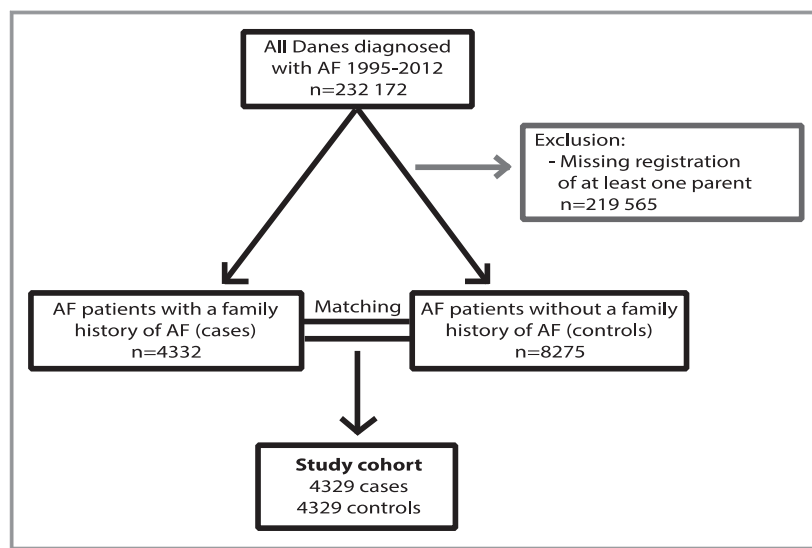 All Danes diagnosed
with AF 1995-2012
n=232 172
Exclusion:
- Missing registration
of at least one parent
n=219 565
AF patients with a family
history of AF (cases)
n=4332
Matching
AF patients without a family
history of AF (controls)
n=8275
Study cohort
4329 cases
4329 controls